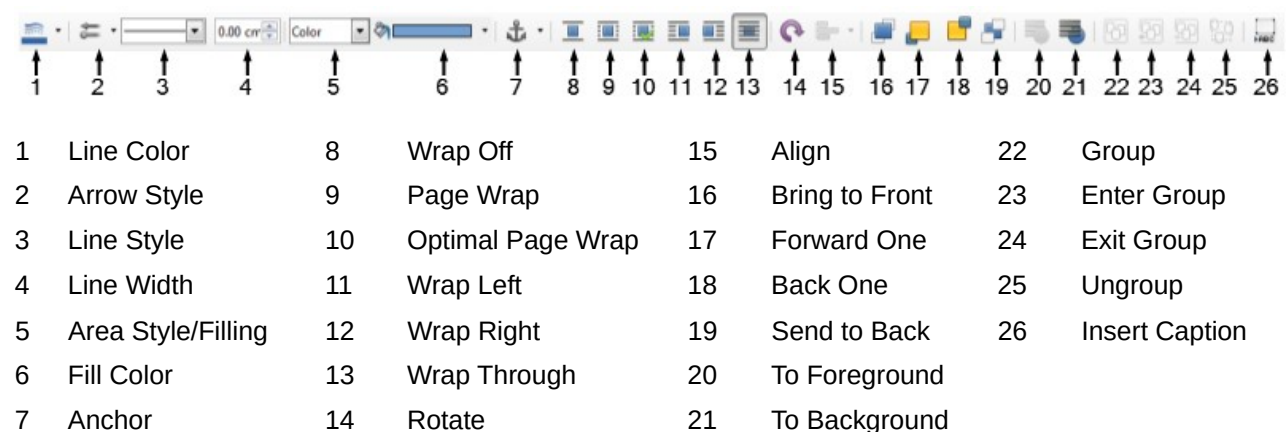 0.00 cm Color
1 2 3 4 5 6 7 8 9 10 11 12 13 14 15 16 17 18 19 20 21 22 23 24 25 26
1 Line Color 8 Wrap Off 15 Align 22 Group
2 Arrow Style 9 Page Wrap 16 Bring to Front 23 Enter Group
3 Line Style 10 Optimal Page Wrap 17 Forward One 24 Exit Group
4 Line Width 11 Wrap Left 18 Back One 25 Ungroup
5 Area Style/Filling 12 Wrap Right 19 Send to Back 26 Insert Caption
6 Fill Color 13 Wrap Through 20 To Foreground
7 Anchor 14 Rotate 21 To Background